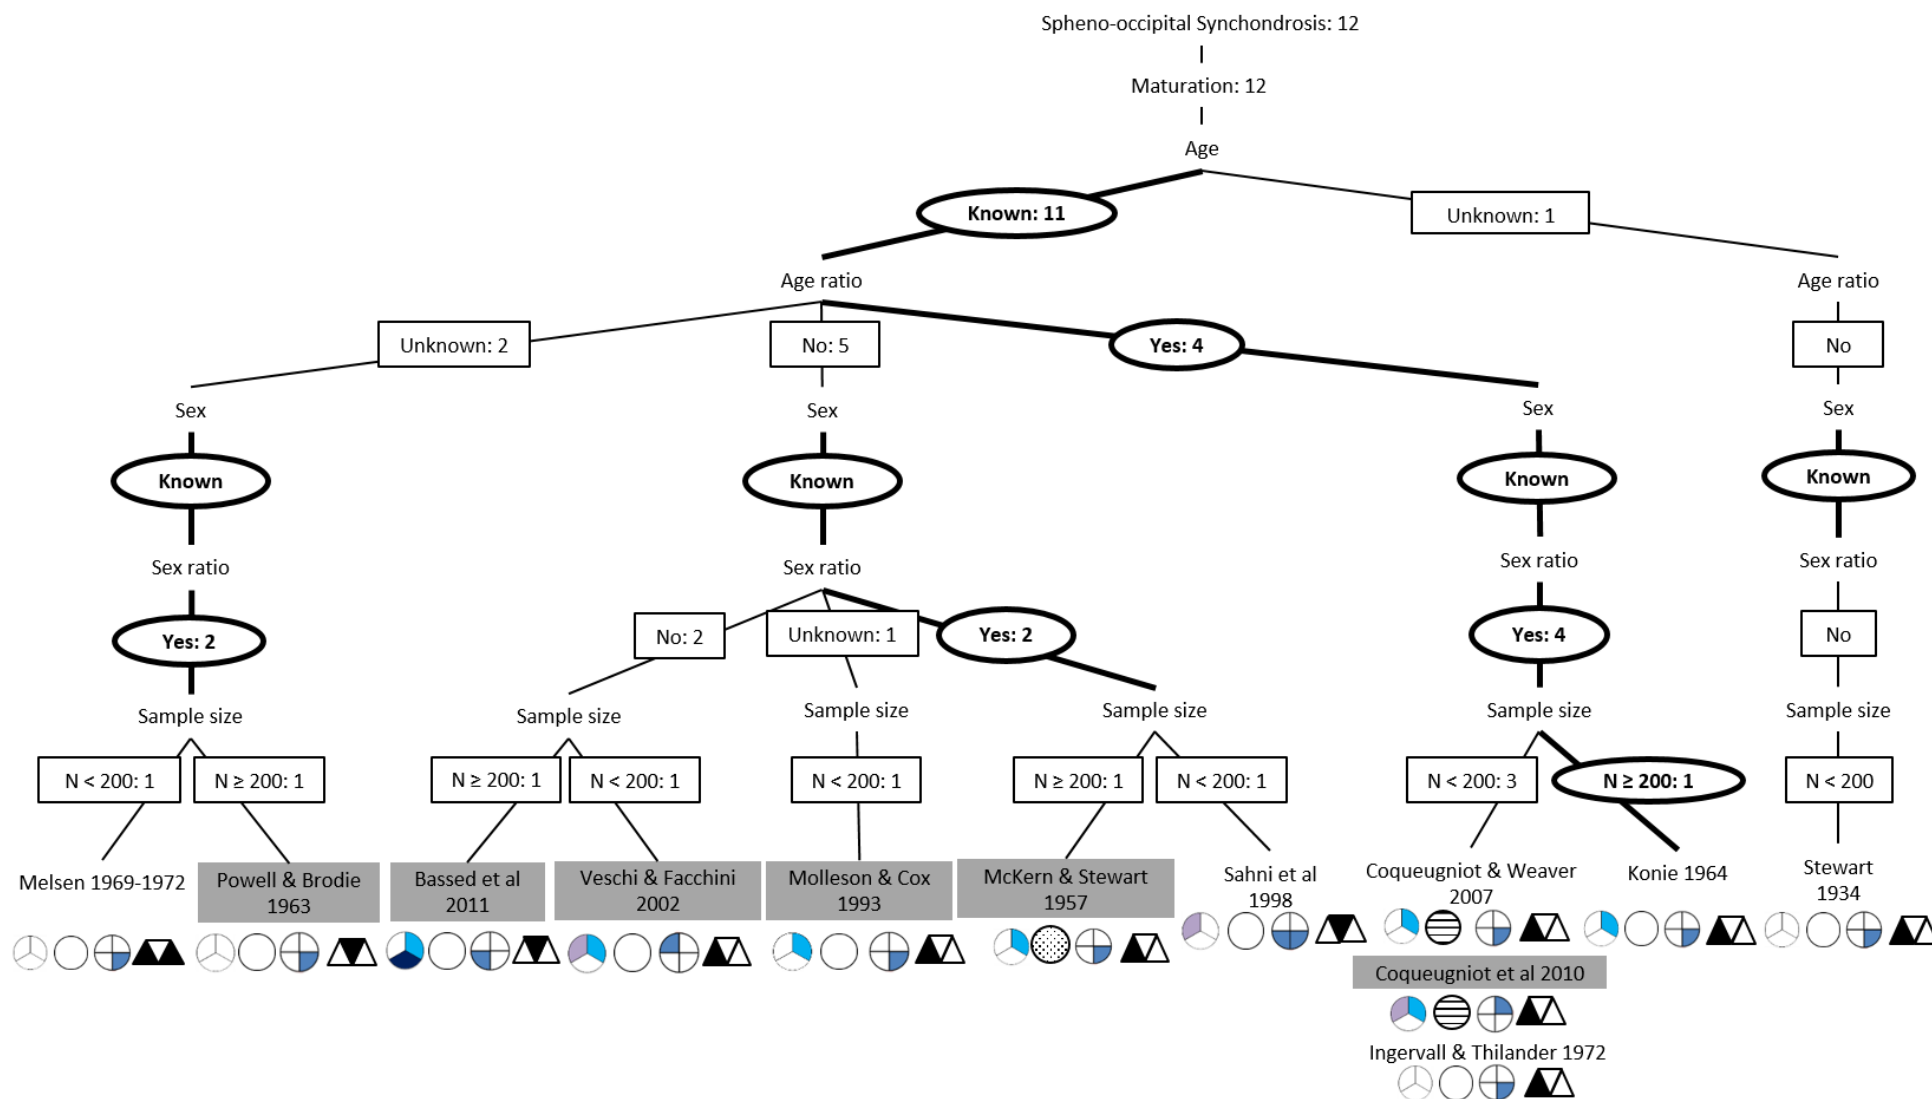 Spheno-occipital Synchondrosis: 12
Maturation: 12
Age
Known: 11
Unknown: 1
Age ratio
Age ratio
Unknown: 2
No: 5
Yes: 4
No
Sex
Sex
Sex
Sex
Known
Known
Known
Known
Sex ratio
Sex ratio
Sex ratio
Sex ratio
Yes: 2
No: 2
Unknown: 1
Yes: 2
Yes: 4
No
Sample size
Sample size
Sample size
Sample size
Sample size
Sample size
N < 200: 1
N ≥ 200: 1
N ≥ 200: 1
N < 200: 1
N < 200: 1
N ≥ 200: 1
N < 200: 1
N < 200: 3
N ≥ 200: 1
N < 200
Melsen 1969-1972
Powell & Brodie
1963
Bassed et al
2011
Veschi & Facchini
2002
Molleson & Cox
1993
McKern & Stewart
1957
Sahni et al
1998
Coqueugniot & Weaver
2007
Konie 1964
Stewart
1934
Coqueugniot et al 2010
Ingervall & Thilander 1972